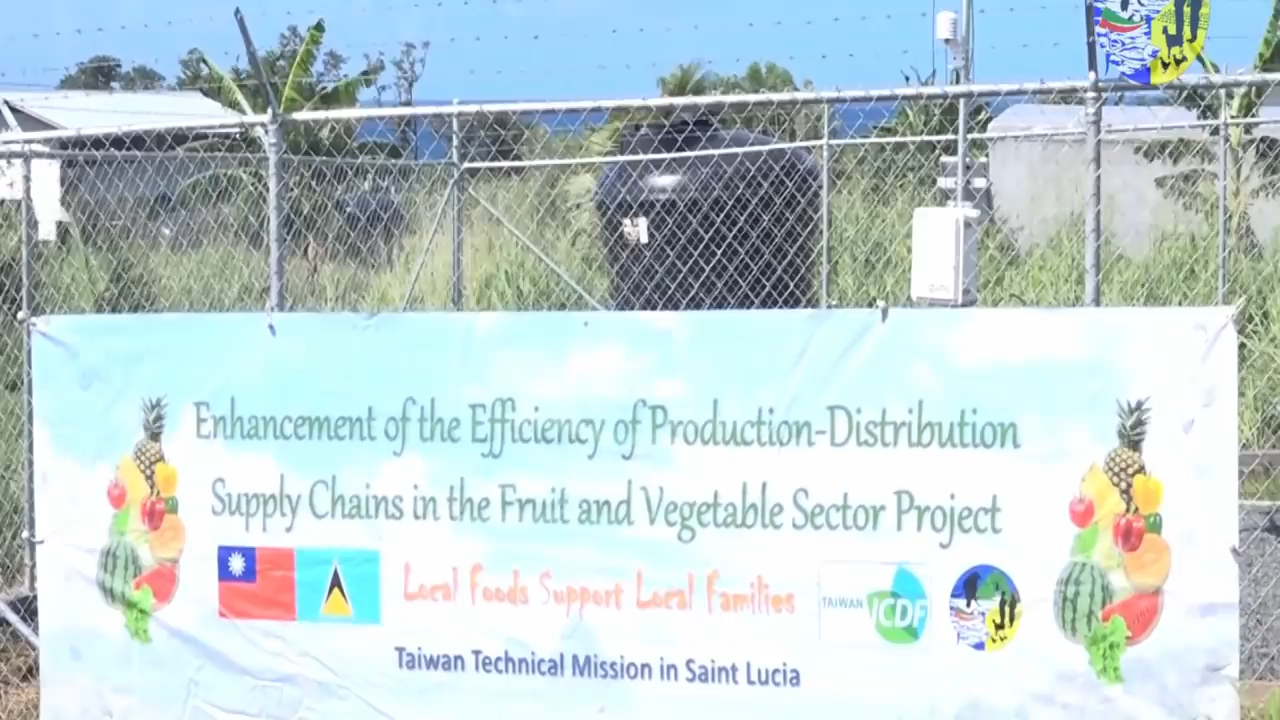 Enhancement of the Efficiency of Production-Distribution
Supply Chains in the Fruit and Vegetable Sector Project
Local Foods Support Local Families
TAIWAN ICDF
Taiwan Technical Mission in Saint Lucia